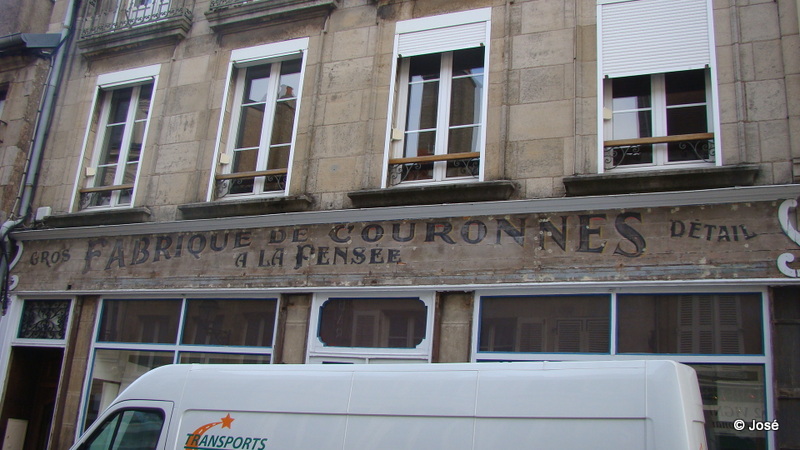 GROS FABRIQUE DE COURONNES DÉTAIL
A LA PENSÉE
TRANSPORTS
© José